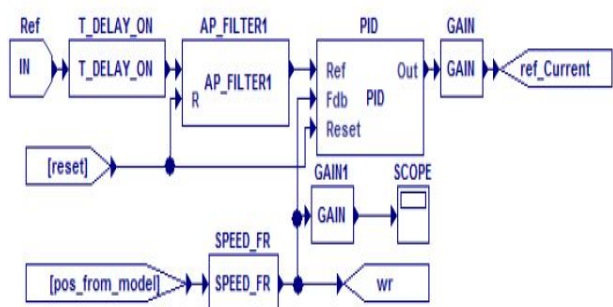 Ref T_DELAY_ON AP_FILTER1 PID GAIN
IN T_DELAY_ON AP_FILTER1 R Ref Fdb Reset PID Out GAIN ref_Current
[reset]
GAIN1 SCOPE
GAIN
SPEED_FR
[pos_from_model] SPEED_FR wr